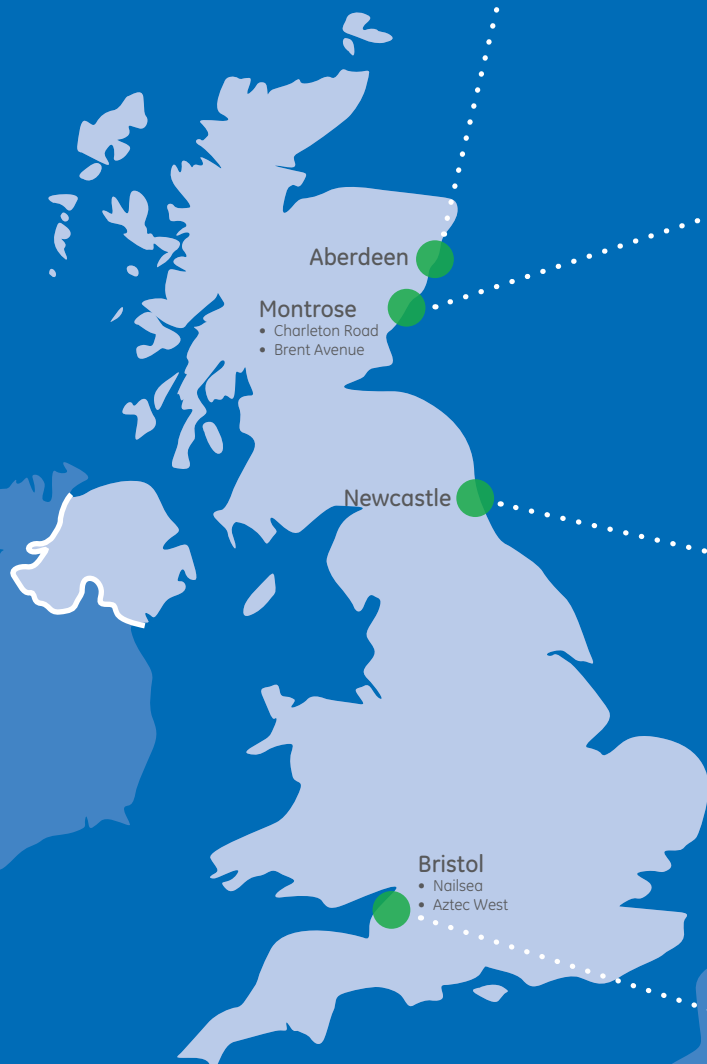 Aberdeen
Montrose
• Charleton Road
• Brent Avenue
Newcastle
Bristol
• Nailsea
• Aztec West